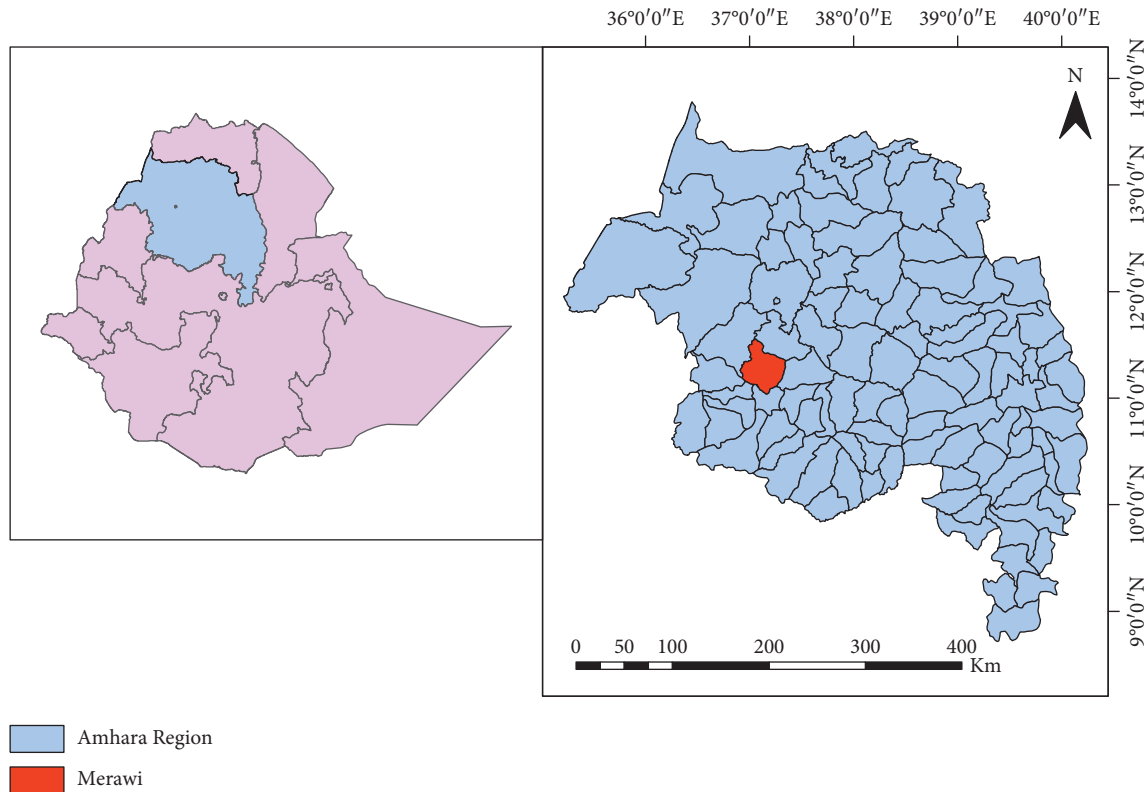 36°0′0″E 37°0′0″E 38°0′0″E 39°0′0″E 40°0′0″E
N
14°0′0″N
13°0′0″N
12°0′0″N
11°0′0″N
10°0′0″N
9°0′0″N
0 50 100 200 300 400
Km
Amhara Region
Merawi